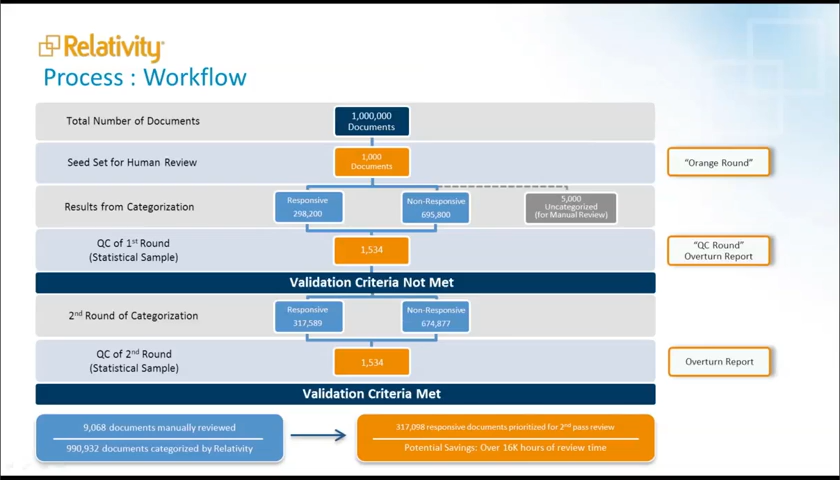 Relativity
Process : Workflow
Total Number of Documents
1,000,000
Documents
Seed Set for Human Review
1,000
Documents
"Orange Round"
Results from Categorization
Responsive
298,200
Non-Responsive
695,800
5,000
Uncategorized
(for Manual Review)
QC of 1st Round
(Statistical Sample)
1,534
"QC Round"
Overturn Report
Validation Criteria Not Met
2nd Round of Categorization
Responsive
317,589
Non-Responsive
674,877
QC of 2nd Round
(Statistical Sample)
1,534
Overturn Report
Validation Criteria Met
9,068 documents manually reviewed
990,932 documents categorized by Relativity
317,098 responsive documents prioritized for 2nd pass review
Potential Savings: Over 16K hours of review time